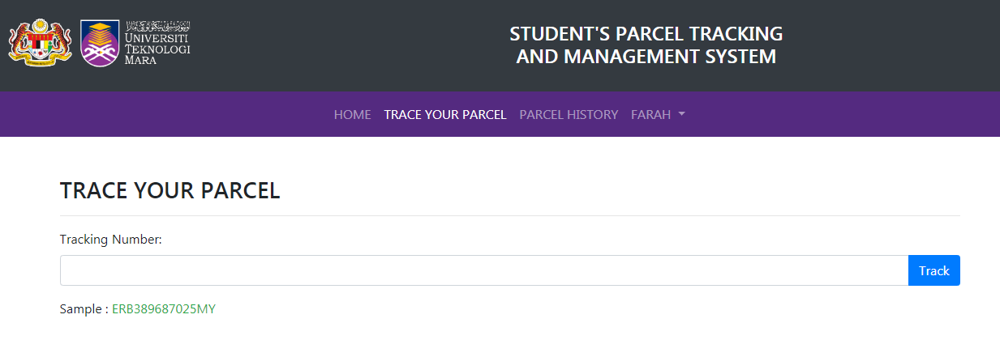 UNIVERSITI
TEKNOLOGI
MARA
STUDENT'S PARCEL TRACKING
AND MANAGEMENT SYSTEM
HOME TRACE YOUR PARCEL PARCEL HISTORY FARAH
TRACE YOUR PARCEL
Tracking Number:
Track
Sample : ERB389687025MY